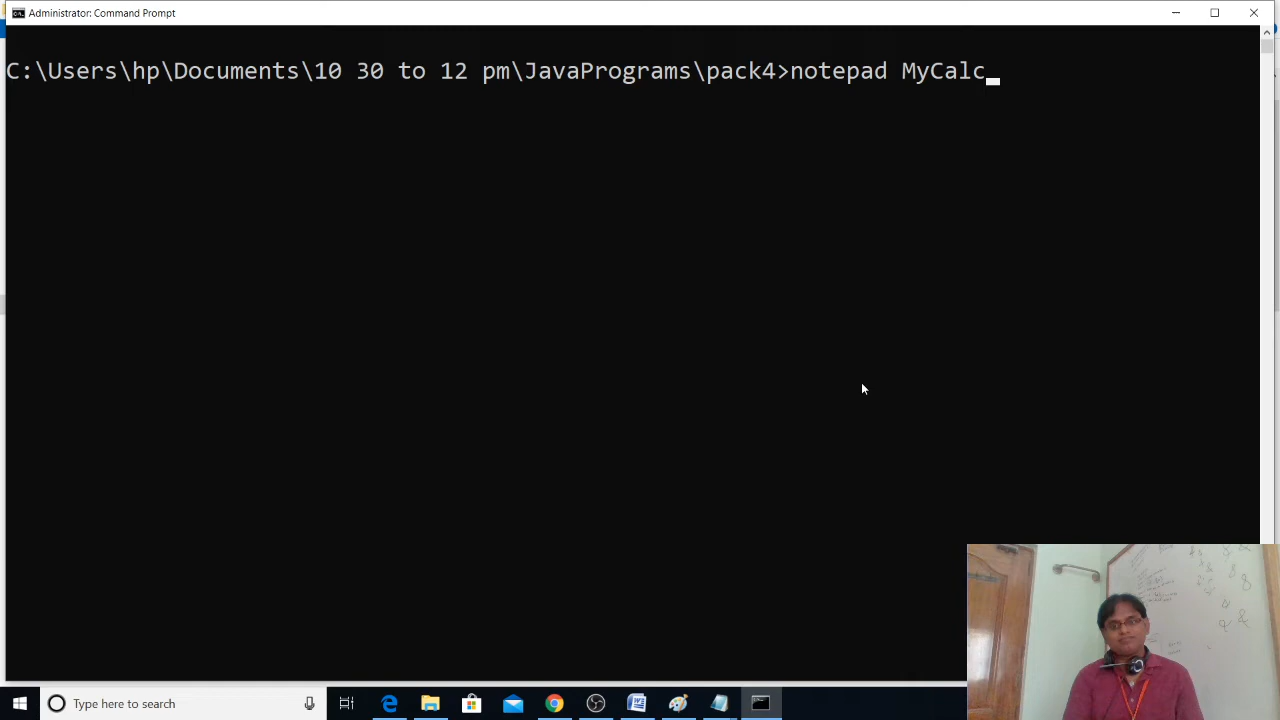 Administrator: Command Prompt
C:\Users\hp\Documents\10 30 to 12 pm\JavaPrograms\pack4>notepad MyCalc
Type here to search